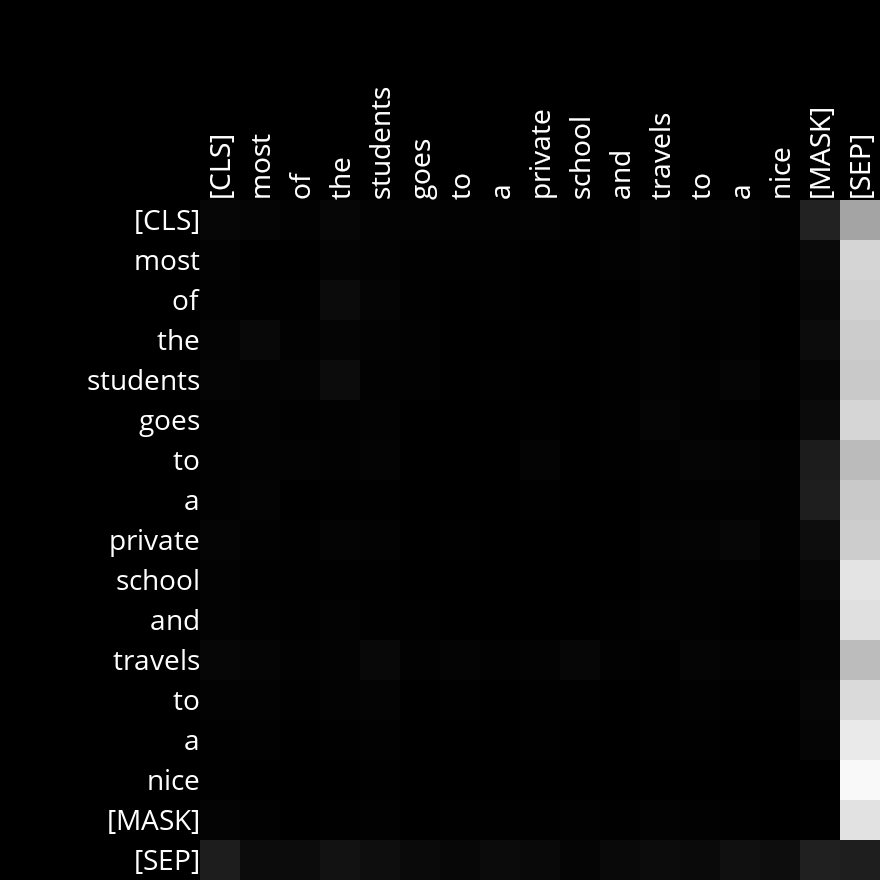 [CLS] most of the students goes to a private school and travels to a nice [MASK] [SEP]
[CLS]
most
of
the
students
goes
to
a
private
school
and
travels
to
a
nice
[MASK]
[SEP]